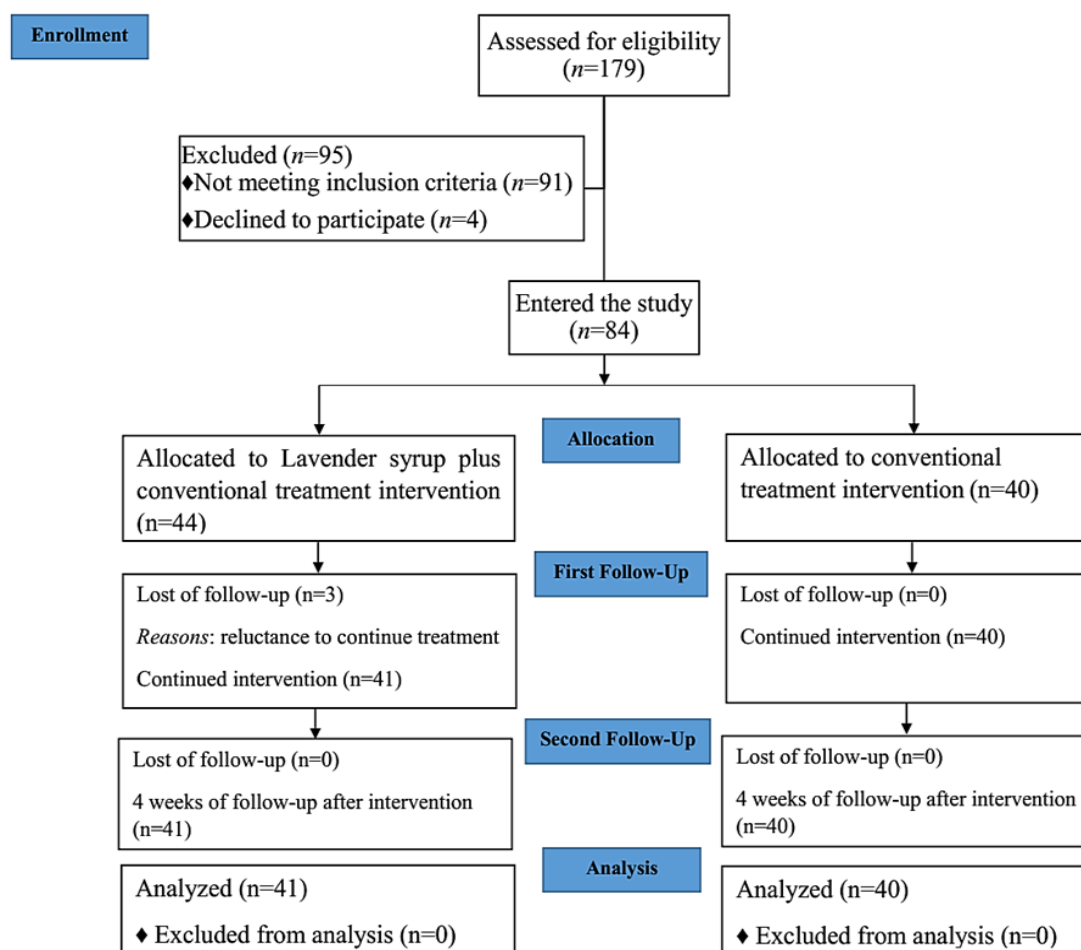 Enrollment
Assessed for eligibility
(n=179)
Excluded (n=95)
♦Not meeting inclusion criteria (n=91)
♦Declined to participate (n=4)
Entered the study
(n=84)
Allocation
Allocated to Lavender syrup plus
conventional treatment intervention
(n=44)
Allocated to conventional
treatment intervention (n=40)
First Follow-Up
Lost of follow-up (n=3)
Reasons: reluctance to continue treatment
Continued intervention (n=41)
Lost of follow-up (n=0)
Continued intervention (n=40)
Second Follow-Up
Lost of follow-up (n=0)
4 weeks of follow-up after intervention
(n=41)
Lost of follow-up (n=0)
4 weeks of follow-up after intervention
(n=40)
Analysis
Analyzed (n=41)
♦ Excluded from analysis (n=0)
Analyzed (n=40)
♦ Excluded from analysis (n=0)